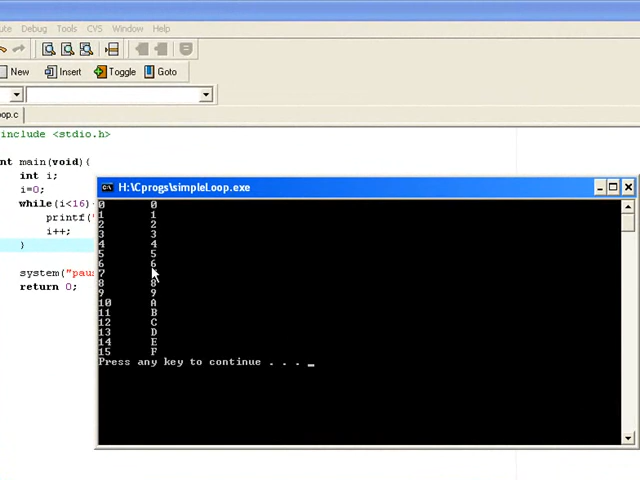 ute Debug Tools CVS Window Help
New Insert Toggle Goto
oop.c
include <stdio.h>
nt main(void){
int i;
i=0;
while(i<16)
printf("
i++;
}
system("paus
return 0;
H:\Cprogs\simpleLoop.exe
0 0
1 1
2 2
3 3
4 4
5 5
6 6
7
8 8
9 9
10 A
11 B
12 C
13 D
14 E
15 F
Press any key to continue . . . _